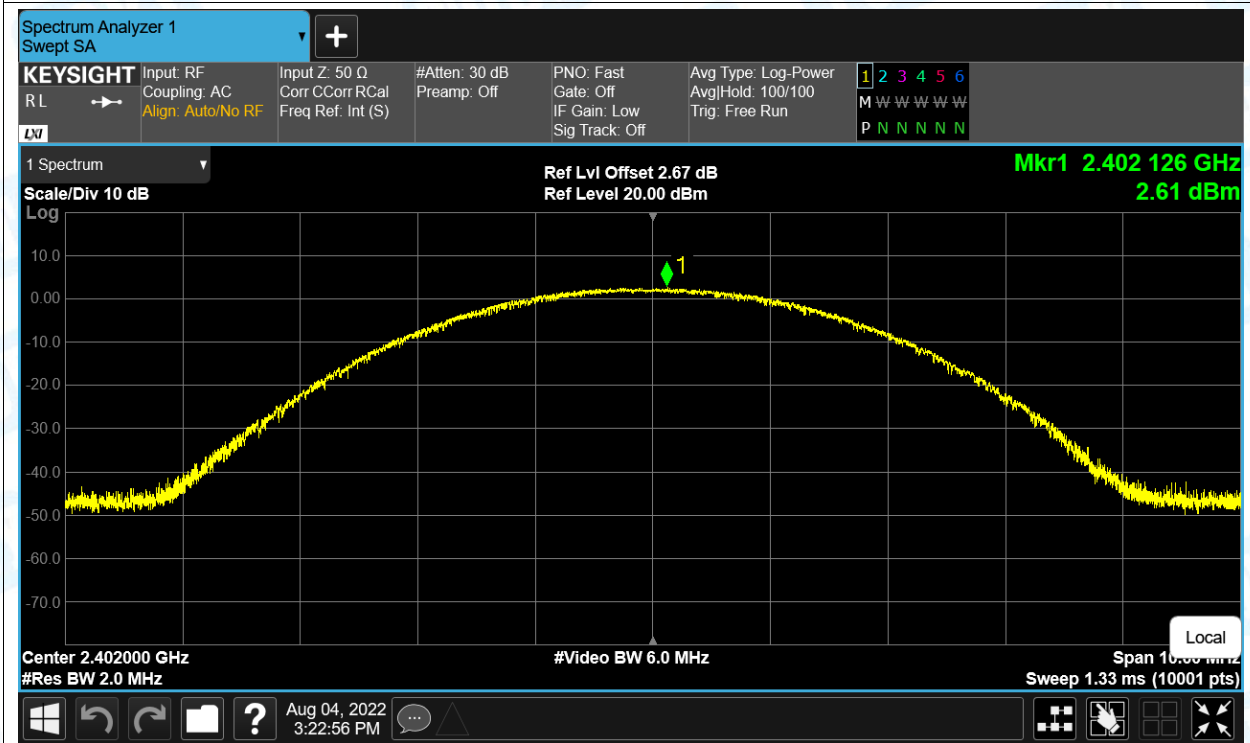 Spectrum Analyzer 1
Swept SA
KEYSIGHT
R L
LXI
Input: RF
Coupling: AC
Align: Auto/No RF
Input Z: 50 Ω
Corr CCorr RCal
Freq Ref: Int (S)
#Atten: 30 dB
Preamp: Off
PNO: Fast
Gate: Off
IF Gain: Low
Sig Track: Off
Avg Type: Log-Power
Avg|Hold: 100/100
Trig: Free Run
1 2 3 4 5 6
M W W W W W
P N N N N N
1 Spectrum
Scale/Div 10 dB
Log
Ref Lvl Offset 2.67 dB
Ref Level 20.00 dBm
Mkr1 2.402 126 GHz
2.61 dBm
1
10.0
0.00
-10.0
-20.0
-30.0
-40.0
-50.0
-60.0
-70.0
Local
Center 2.402000 GHz
#Res BW 2.0 MHz
#Video BW 6.0 MHz
Span 10.00 MHz
Sweep 1.33 ms (10001 pts)
?
Aug 04, 2022
3:22:56 PM